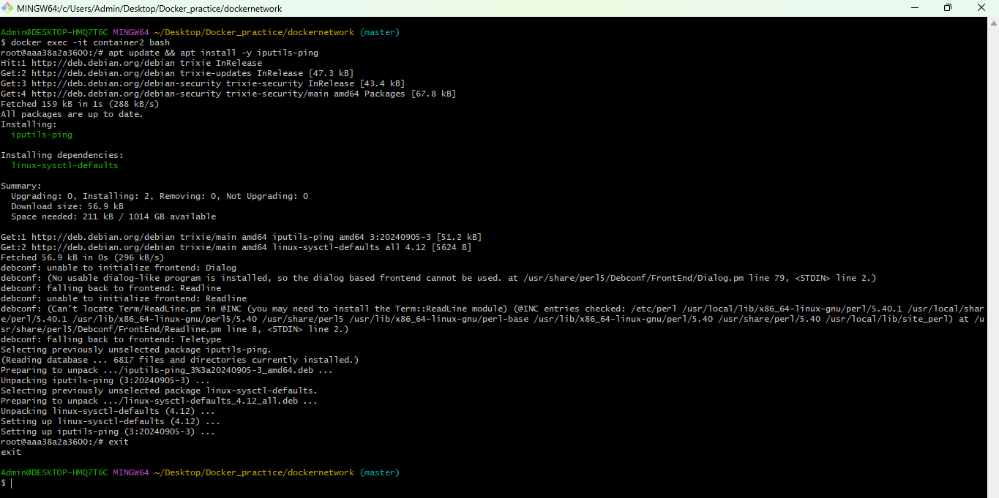 MINGW64:/c/Users/Admin/Desktop/Docker_practice/dockernetwork
Admin@DESKTOP-HMQ7T6C MINGW64 ~/Desktop/Docker_practice/dockernetwork (master)
$ docker exec -it container2 bash
root@aaa38a2a3600:/# apt update && apt install -y iputils-ping
Hit:1 http://deb.debian.org/debian trixie InRelease
Get:2 http://deb.debian.org/debian trixie-updates InRelease [47.3 kB]
Get:3 http://deb.debian.org/debian-security trixie-security InRelease [43.4 kB]
Get:4 http://deb.debian.org/debian-security trixie-security/main amd64 Packages [67.8 kB]
Fetched 159 kB in 1s (288 kB/s)
All packages are up to date.
Installing:
  iputils-ping

Installing dependencies:
  linux-sysctl-defaults

Summary:
  Upgrading: 0, Installing: 2, Removing: 0, Not Upgrading: 0
  Download size: 56.9 kB
  Space needed: 211 kB / 1014 GB available

Get:1 http://deb.debian.org/debian trixie/main amd64 iputils-ping amd64 3:20240905-3 [51.2 kB]
Get:2 http://deb.debian.org/debian trixie/main amd64 linux-sysctl-defaults all 4.12 [5624 B]
Fetched 56.9 kB in 0s (296 kB/s)
debconf: unable to initialize frontend: Dialog
debconf: (No usable dialog-like program is installed, so the dialog based frontend cannot be used. at /usr/share/perl5/Debconf/FrontEnd/Dialog.pm line 79, <STDIN> line 2.)
debconf: falling back to frontend: Readline
debconf: unable to initialize frontend: Readline
debconf: (Can't locate Term/ReadLine.pm in @INC (you may need to install the Term::ReadLine module) (@INC entries checked: /etc/perl /usr/local/lib/x86_64-linux-gnu/perl/5.40.1 /usr/local/shar
e/perl/5.40.1 /usr/lib/x86_64-linux-gnu/perl5/5.40 /usr/share/perl5 /usr/lib/x86_64-linux-gnu/perl-base /usr/lib/x86_64-linux-gnu/perl/5.40 /usr/share/perl/5.40 /usr/local/lib/site_perl) at /u
sr/share/perl5/Debconf/FrontEnd/Readline.pm line 8, <STDIN> line 2.)
debconf: falling back to frontend: Teletype
Selecting previously unselected package iputils-ping.
(Reading database ... 6817 files and directories currently installed.)
Preparing to unpack .../iputils-ping_3%3a20240905-3_amd64.deb ...
Unpacking iputils-ping (3:20240905-3) ...
Selecting previously unselected package linux-sysctl-defaults.
Preparing to unpack .../linux-sysctl-defaults_4.12_all.deb ...
Unpacking linux-sysctl-defaults (4.12) ...
Setting up linux-sysctl-defaults (4.12) ...
Setting up iputils-ping (3:20240905-3) ...
root@aaa38a2a3600:/# exit
exit

Admin@DESKTOP-HMQ7T6C MINGW64 ~/Desktop/Docker_practice/dockernetwork (master)
$